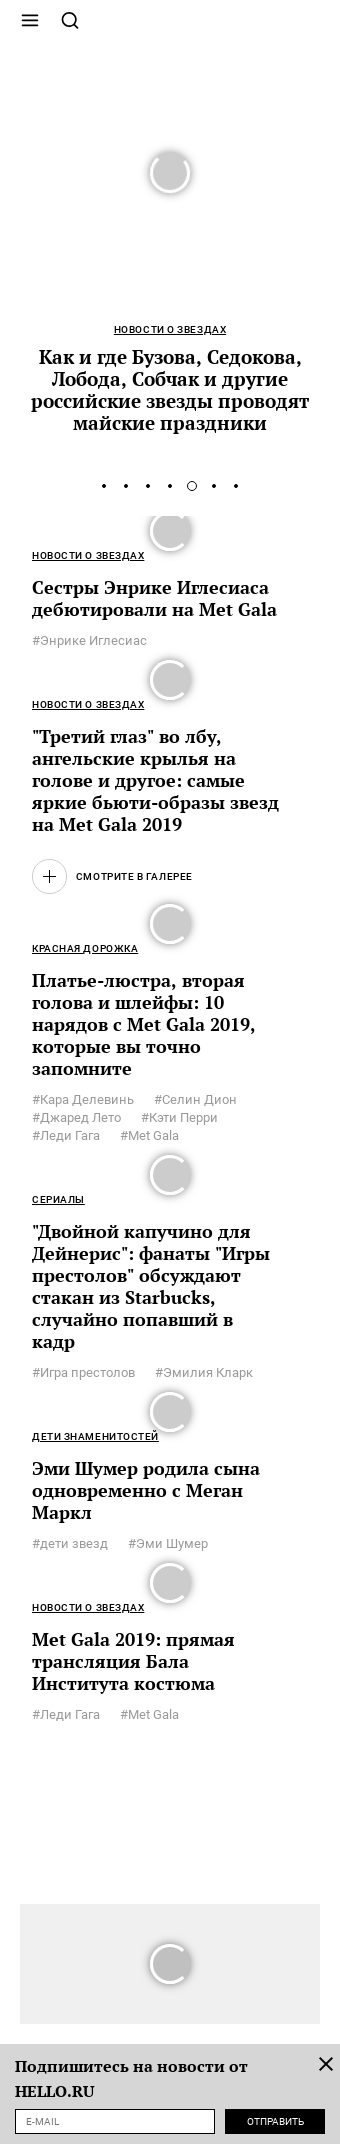 НОВОСТИ О ЗВЕЗДАХ
Как и где Бузова, Седокова,
Лобода, Собчак и другие
российские звезды проводят
майские праздники
НОВОСТИ О ЗВЕЗДАХ
Сестры Энрике Иглесиаса
дебютировали на Met Gala
#Энрике Иглесиас
НОВОСТИ О ЗВЕЗДАХ
"Третий глаз" во лбу,
ангельские крылья на
голове и другое: самые
яркие бьюти-образы звезд
на Met Gala 2019
СМОТРИТЕ В ГАЛЕРЕЕ
КРАСНАЯ ДОРОЖКА
Платье-люстра, вторая
голова и шлейфы: 10
нарядов с Met Gala 2019,
которые вы точно
запомните
#Кара Делевинь #Селин Дион
#Джаред Лето #Кэти Перри
#Леди Гага #Met Gala
СЕРИАЛЫ
"Двойной капучино для
Дейнерис": фанаты "Игры
престолов" обсуждают
стакан из Starbucks,
случайно попавший в
кадр
#Игра престолов #Эмилия Кларк
ДЕТИ ЗНАМЕНИТОСТЕЙ
Эми Шумер родила сына
одновременно с Меган
Маркл
#дети звезд #Эми Шумер
НОВОСТИ О ЗВЕЗДАХ
Met Gala 2019: прямая
трансляция Бала
Института костюма
#Леди Гага #Met Gala
Подпишитесь на новости от
HELLO.RU
E-MAIL ОТПРАВИТЬ